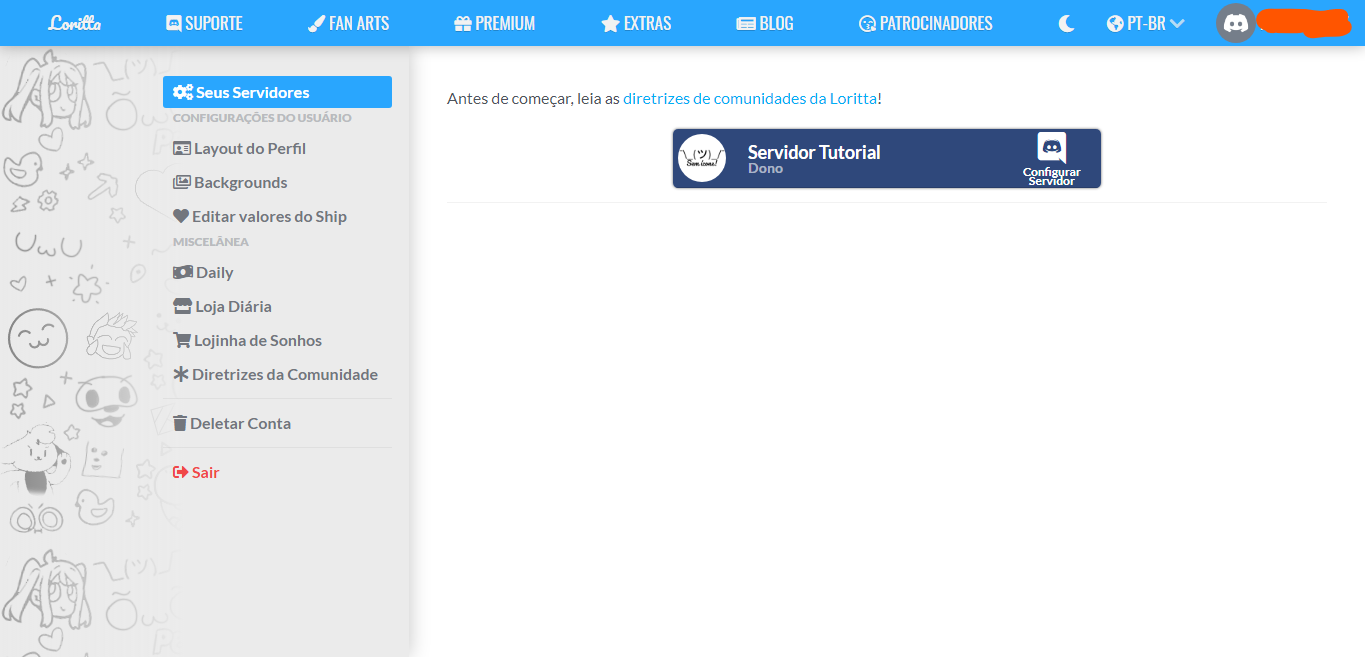 Loritta
SUPORTE
FAN ARTS
PREMIUM
EXTRAS
BLOG
PATROCINADORES
PT-BR
Seus Servidores
CONFIGURAÇÕES DO USUÁRIO
Layout do Perfil
Backgrounds
Editar valores do Ship
MISCELÂNEA
Daily
Loja Diária
Lojinha de Sonhos
Diretrizes da Comunidade
Deletar Conta
Sair
Antes de começar, leia as diretrizes de comunidades da Loritta!
¯\_(ツ)_/¯
Sem ícone!
Servidor Tutorial
Dono
Configurar
Servidor
UwU